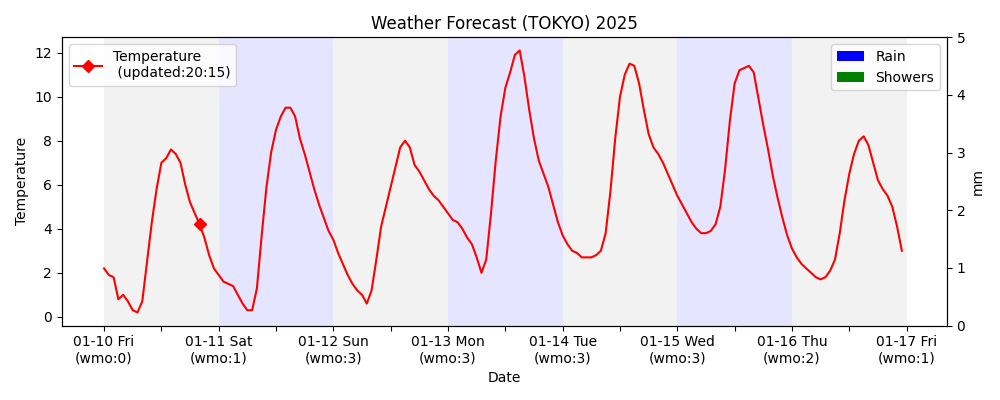 Weather Forecast (TOKYO) 2025
Temperature
(updated:20:15)
Rain
Showers
Temperature
12
10
8
6
4
2
0
5
4
3
2
1
0
mm
01-10 Fri
(wmo:0)
01-11 Sat
(wmo:1)
01-12 Sun
(wmo:3)
01-13 Mon
(wmo:3)
01-14 Tue
(wmo:3)
01-15 Wed
(wmo:3)
01-16 Thu
(wmo:2)
01-17 Fri
(wmo:1)
Date